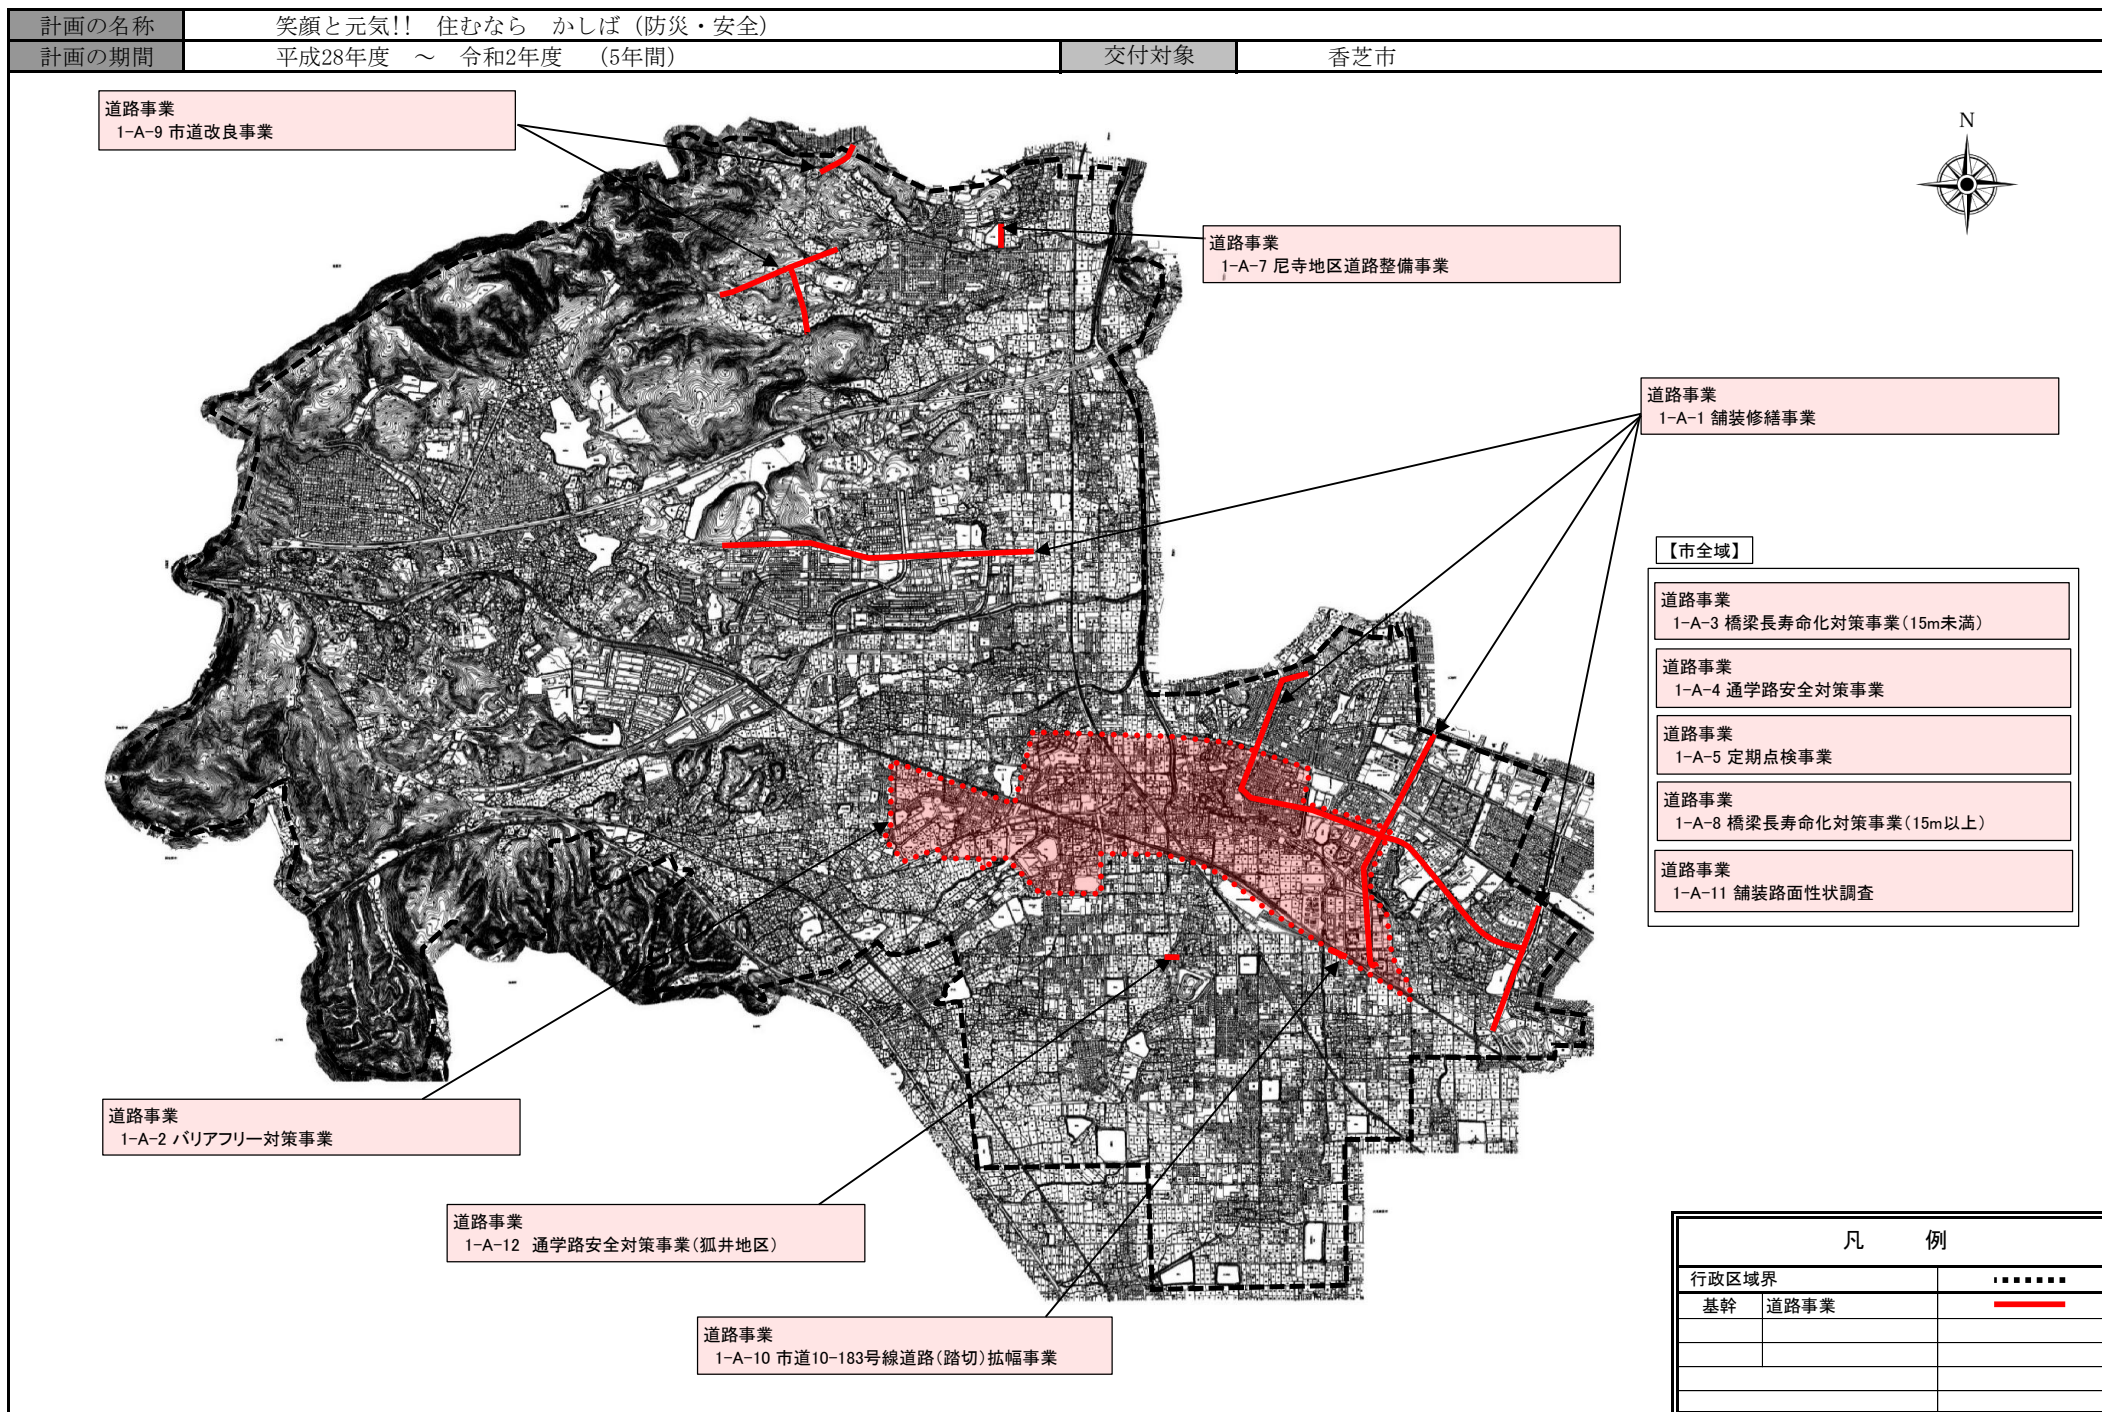 計画の名称 笑顔と元気!! 住むなら かしば（防災・安全）
計画の期間 平成28年度 ～ 令和2年度 （5年間） 交付対象 香芝市
道路事業
1-A-9 市道改良事業
N
道路事業
1-A-7 尼寺地区道路整備事業
道路事業
1-A-1 舗装修繕事業
【市全域】
道路事業
1-A-3 橋梁長寿命化対策事業（15m未満）
道路事業
1-A-4 通学路安全対策事業
道路事業
1-A-5 定期点検事業
道路事業
1-A-8 橋梁長寿命化対策事業（15m以上）
道路事業
1-A-11 舗装路面性状調査
道路事業
1-A-2 バリアフリー対策事業
道路事業
1-A-12 通学路安全対策事業（狐井地区）
道路事業
1-A-10 市道10-183号線道路（踏切）拡幅事業
凡 例
行政区域界
基幹 道路事業